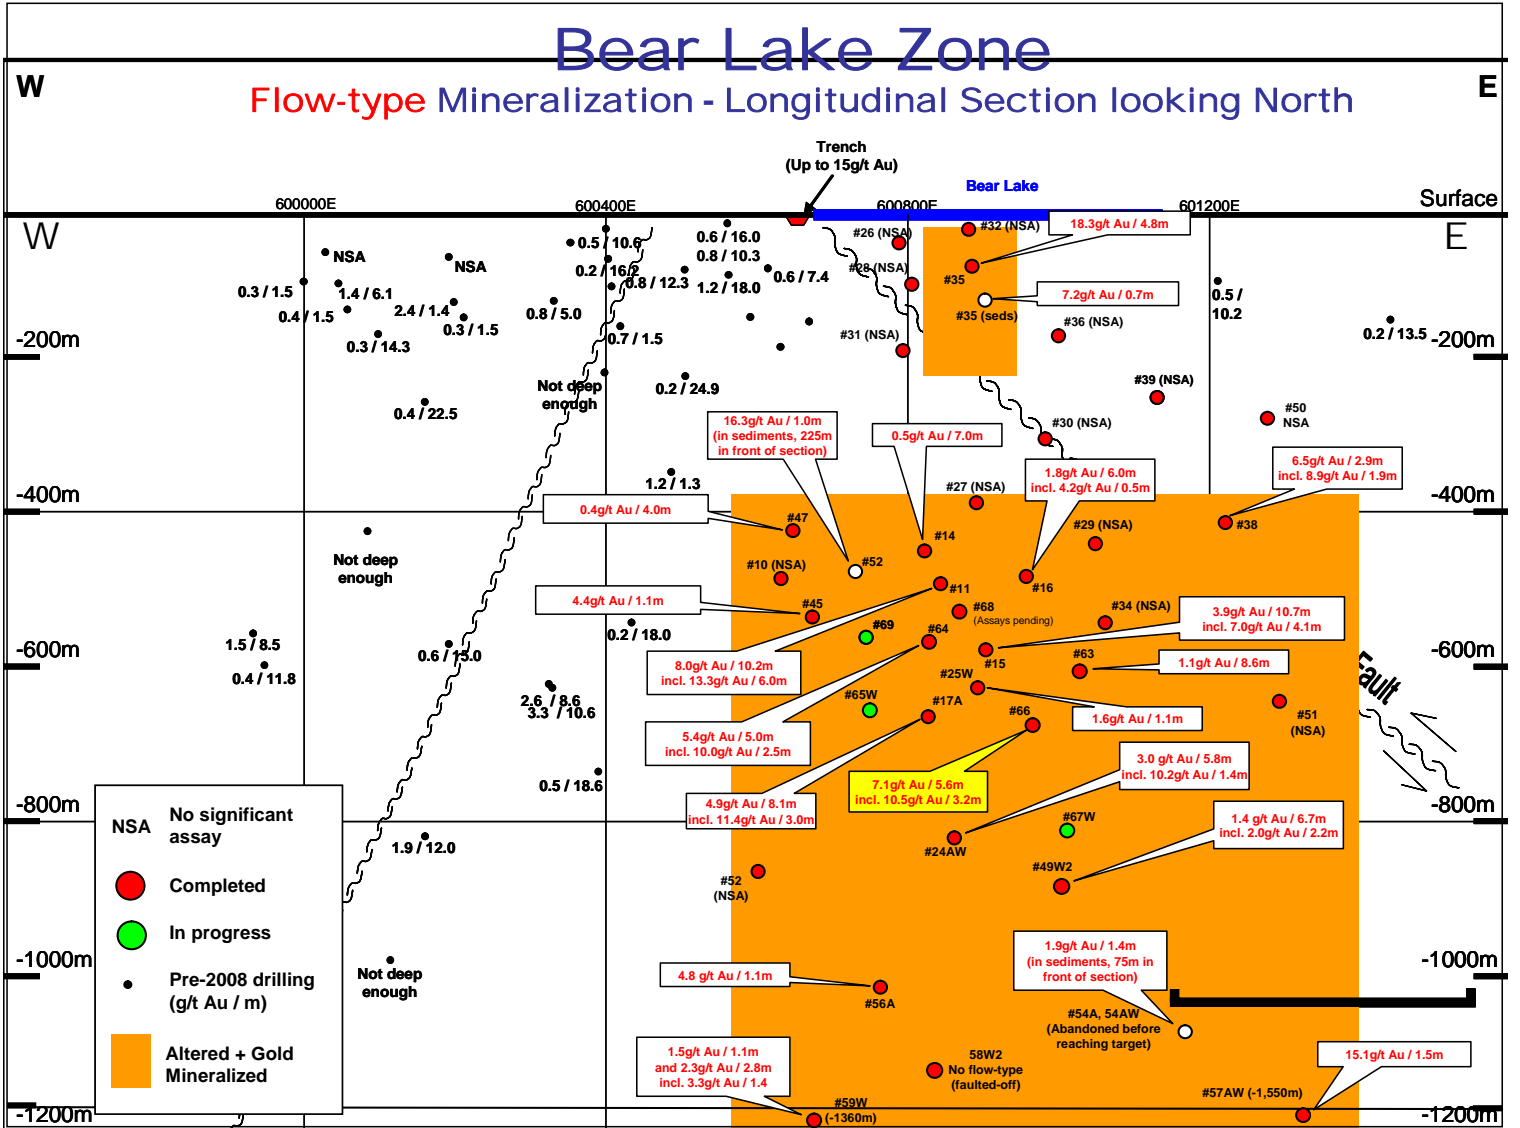 Bear Lake Zone
W
E
Flow-type Mineralization - Longitudinal Section looking North
Trench
(Up to 15g/t Au)
Bear Lake
600000E
600400E
600800E
601200E
Surface
W
E
#26 (NSA)
#32 (NSA)
18.3g/t Au / 4.8m
0.5 / 10.6
0.6 / 16.0
0.8 / 10.3
NSA
NSA
0.2 / 16.2
0.8 / 12.3
1.2 / 18.0
0.6 / 7.4
#28 (NSA)
#35
0.3 / 1.5
1.4 / 6.1
7.2g/t Au / 0.7m
0.5 /
10.2
0.4 / 1.5
2.4 / 1.4
0.3 / 1.5
0.8 / 5.0
#35 (seds)
#36 (NSA)
-200m
0.3 / 14.3
0.7 / 1.5
#31 (NSA)
0.2 / 13.5
-200m
Not deep
enough
0.2 / 24.9
#39 (NSA)
0.4 / 22.5
16.3g/t Au / 1.0m
(in sediments, 225m
in front of section)
0.5g/t Au / 7.0m
#30 (NSA)
#50
NSA
6.5g/t Au / 2.9m
incl. 8.9g/t Au / 1.9m
1.8g/t Au / 6.0m
incl. 4.2g/t Au / 0.5m
1.2 / 1.3
-400m
#27 (NSA)
-400m
0.4g/t Au / 4.0m
#47
#14
#29 (NSA)
#38
Not deep
enough
#10 (NSA)
#52
#11
#16
4.4g/t Au / 1.1m
#45
#68
(Assays pending)
#34 (NSA)
3.9g/t Au / 10.7m
incl. 7.0g/t Au / 4.1m
0.2 / 18.0
#69
#64
1.5 / 8.5
-600m
0.4 / 11.8
0.6 / 15.0
8.0g/t Au / 10.2m
incl. 13.3g/t Au / 6.0m
#15
#63
1.1g/t Au / 8.6m
-600m
Fault
#25W
2.6 / 8.6
3.3 / 10.6
#65W
#17A
#66
1.6g/t Au / 1.1m
#51
(NSA)
5.4g/t Au / 5.0m
incl. 10.0g/t Au / 2.5m
0.5 / 18.6
7.1g/t Au / 5.6m
incl. 10.5g/t Au / 3.2m
3.0 g/t Au / 5.8m
incl. 10.2g/t Au / 1.4m
-800m
4.9g/t Au / 8.1m
incl. 11.4g/t Au / 3.0m
#67W
1.4 g/t Au / 6.7m
incl. 2.0g/t Au / 2.2m
-800m
1.9 / 12.0
#24AW
#49W2
#52
(NSA)
NSA
No significant
assay
Completed
In progress
Pre-2008 drilling
(g/t Au / m)
Altered + Gold
Mineralized
-1000m
Not deep
enough
4.8 g/t Au / 1.1m
#56A
1.9g/t Au / 1.4m
(in sediments, 75m in
front of section)
-1000m
#54A, 54AW
(Abandoned before
reaching target)
1.5g/t Au / 1.1m
and 2.3g/t Au / 2.8m
incl. 3.3g/t Au / 1.4
58W2
No flow-type
(faulted-off)
15.1g/t Au / 1.5m
#57AW (-1,550m)
-1200m
#59W
(-1360m)
-1200m